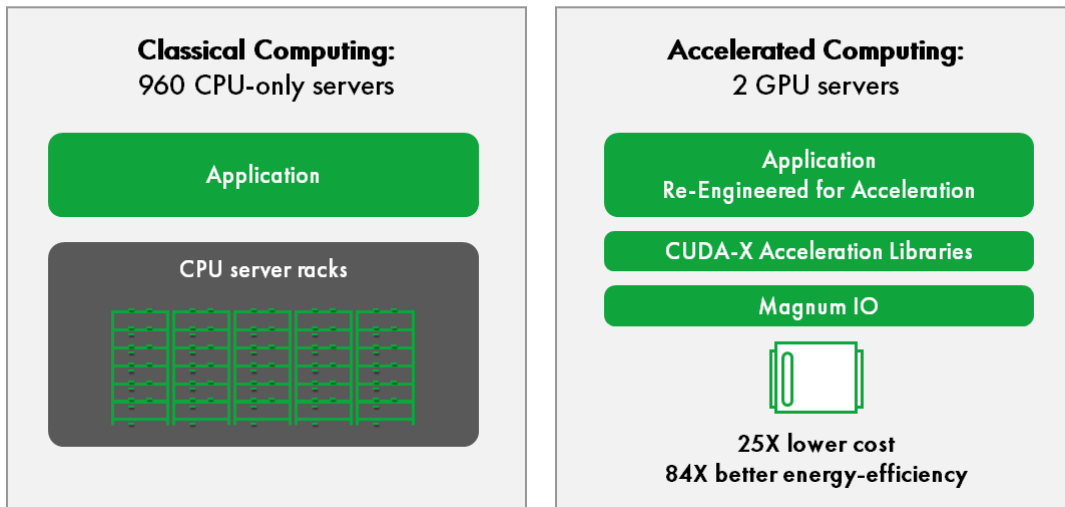 Classical Computing:
960 CPU-only servers
Application
CPU server racks
Accelerated Computing:
2 GPU servers
Application
Re-Engineered for Acceleration
CUDA-X Acceleration Libraries
Magnum IO
25X lower cost
84X better energy-efficiency